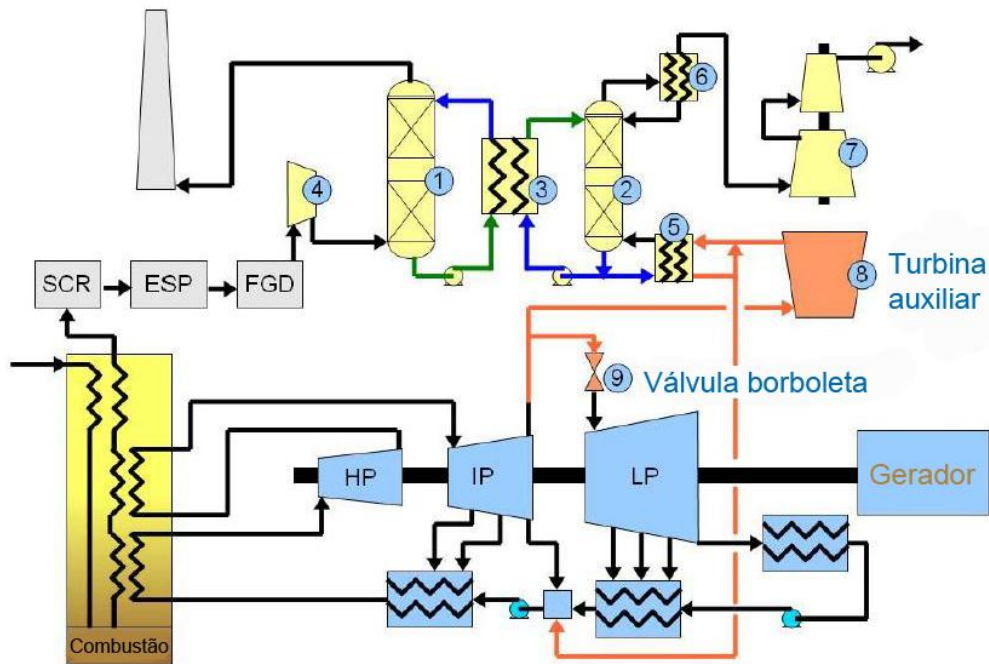 6
7
1
2
3
4
5
SCR
ESP
FGD
8
Turbina
auxiliar
9
Válvula borboleta
HP
IP
LP
Gerador
Combustão